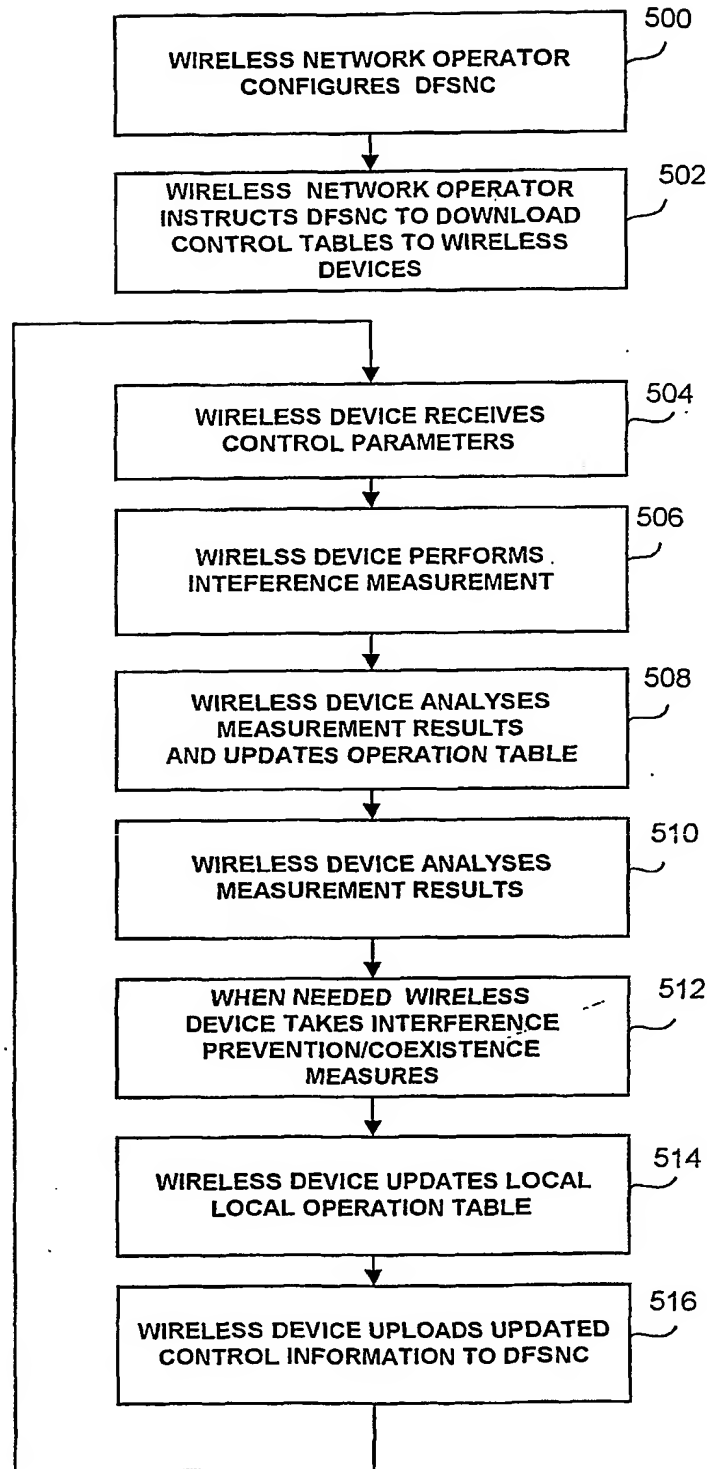 500
WIRELESS NETWORK OPERATOR
CONFIGURES DFSNC
502
WIRELESS NETWORK OPERATOR
INSTRUCTS DFSNC TO DOWNLOAD
CONTROL TABLES TO WIRELESS
DEVICES
504
WIRELESS DEVICE RECEIVES
CONTROL PARAMETERS
506
WIRELSS DEVICE PERFORMS
INTEFERENCE MEASUREMENT
508
WIRELESS DEVICE ANALYSES
MEASUREMENT RESULTS
AND UPDATES OPERATION TABLE
510
WIRELESS DEVICE ANALYSES
MEASUREMENT RESULTS
512
WHEN NEEDED WIRELESS
DEVICE TAKES INTERFERENCE
PREVENTION/COEXISTENCE
MEASURES
514
WIRELESS DEVICE UPDATES LOCAL
LOCAL OPERATION TABLE
516
WIRELESS DEVICE UPLOADS UPDATED
CONTROL INFORMATION TO DFSNC